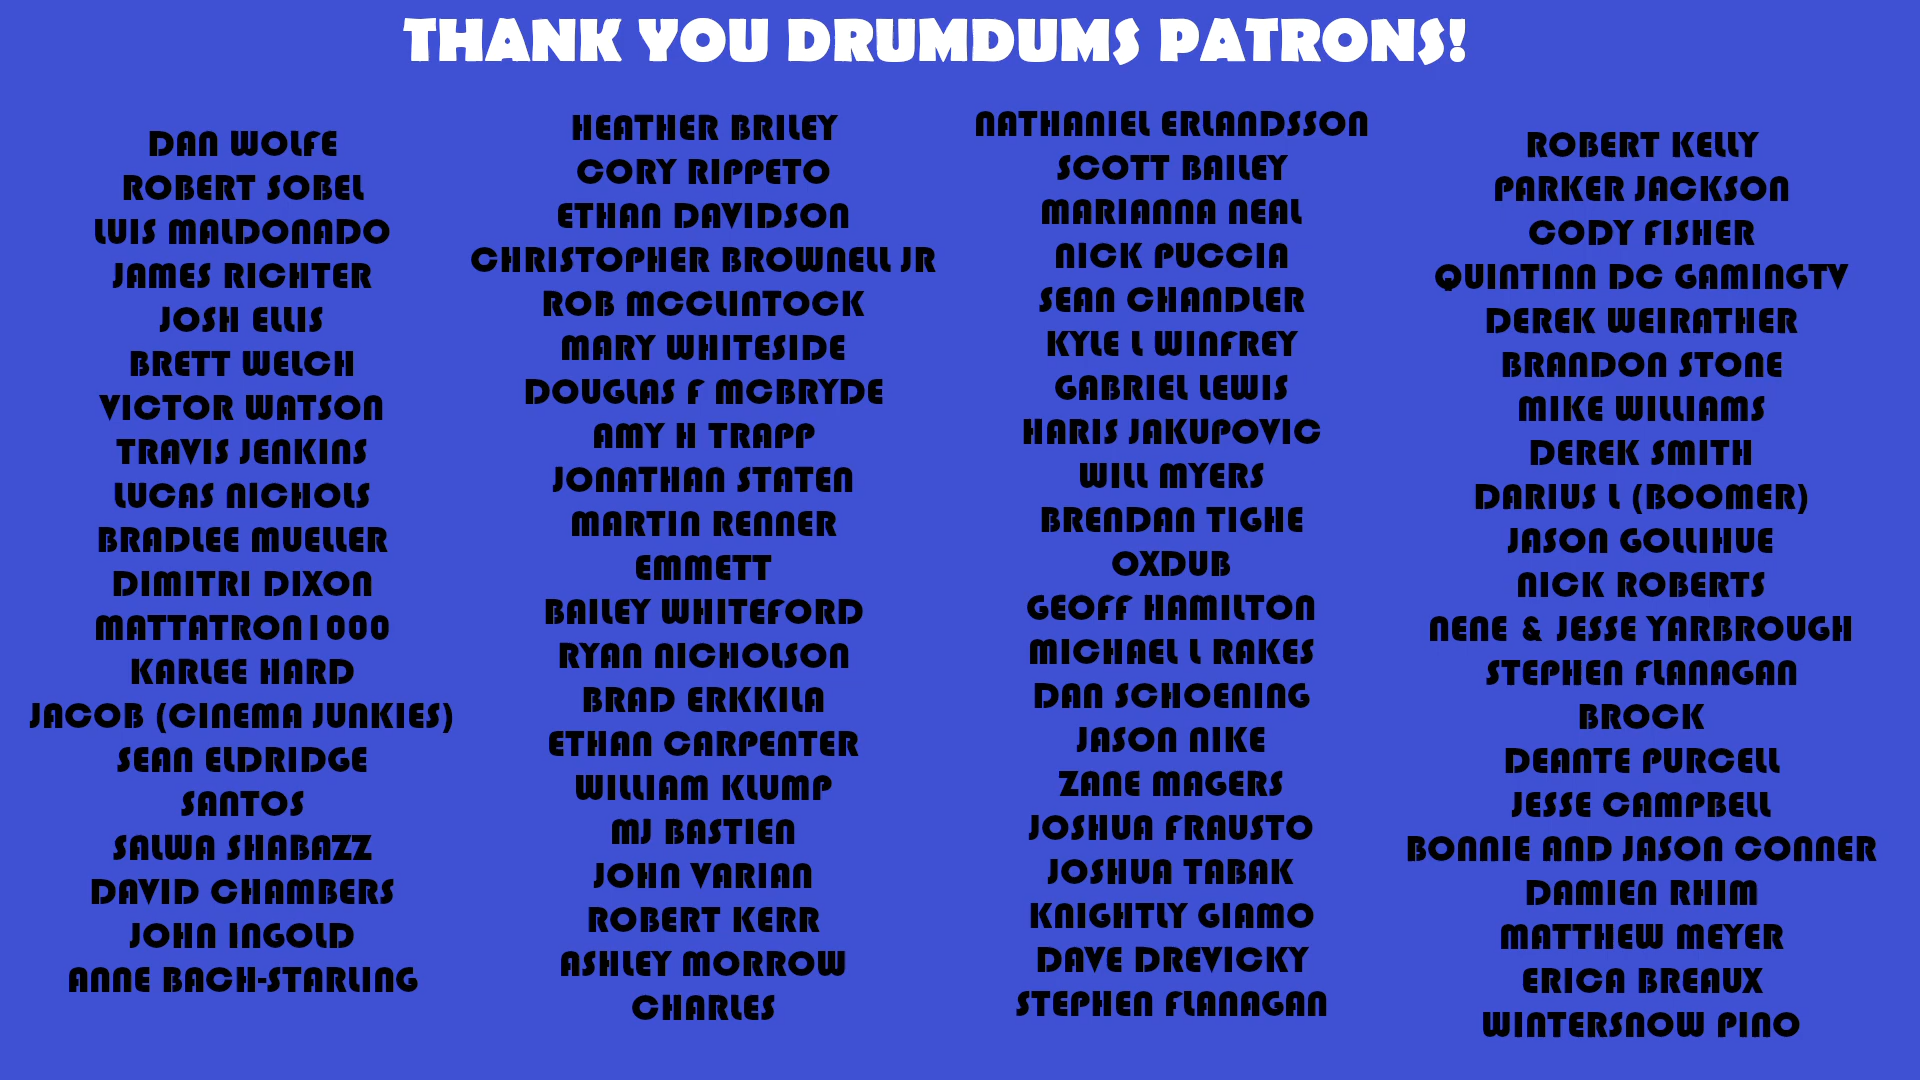 THANK YOU DRUMDUMS PATRONS!
DAN WOLFE
ROBERT SOBEL
LUIS MALDONADO
JAMES RICHTER
JOSH ELLIS
BRETT WELCH
VICTOR WATSON
TRAVIS JENKINS
LUCAS NICHOLS
BRADLEE MUELLER
DIMITRI DIXON
MATTATRON1000
KARLEE HARD
JACOB (CINEMA JUNKIES)
SEAN ELDRIDGE
SANTOS
SALWA SHABAZZ
DAVID CHAMBERS
JOHN INGOLD
ANNE BACH-STARLING
HEATHER BRILEY
CORY RIPPETO
ETHAN DAVIDSON
CHRISTOPHER BROWNELL JR
ROB MCCLINTOCK
MARY WHITESIDE
DOUGLAS F MCBRYDE
AMY H TRAPP
JONATHAN STATEN
MARTIN RENNER
EMMETT
BAILEY WHITEFORD
RYAN NICHOLSON
BRAD ERKKILA
ETHAN CARPENTER
WILLIAM KLUMP
MJ BASTIEN
JOHN VARIAN
ROBERT KERR
ASHLEY MORROW
CHARLES
NATHANIEL ERLANDSSON
SCOTT BAILEY
MARIANNA NEAL
NICK PUCCIA
SEAN CHANDLER
KYLE L WINFREY
GABRIEL LEWIS
HARIS JAKUPOVIC
WILL MYERS
BRENDAN TIGHE
OXDUB
GEOFF HAMILTON
MICHAEL L RAKES
DAN SCHOENING
JASON NIKE
ZANE MAGERS
JOSHUA FRAUSTO
JOSHUA TABAK
KNIGHTLY GIAMO
DAVE DREVICKY
STEPHEN FLANAGAN
ROBERT KELLY
PARKER JACKSON
CODY FISHER
QUINTINN DC GAMINGTV
DEREK WEIRATHER
BRANDON STONE
MIKE WILLIAMS
DEREK SMITH
DARIUS L (BOOMER)
JASON GOLLIHUE
NICK ROBERTS
NENE & JESSE YARBROUGH
STEPHEN FLANAGAN
BROCK
DEANTE PURCELL
JESSE CAMPBELL
BONNIE AND JASON CONNER
DAMIEN RHIM
MATTHEW MEYER
ERICA BREAUX
WINTERSNOW PINO